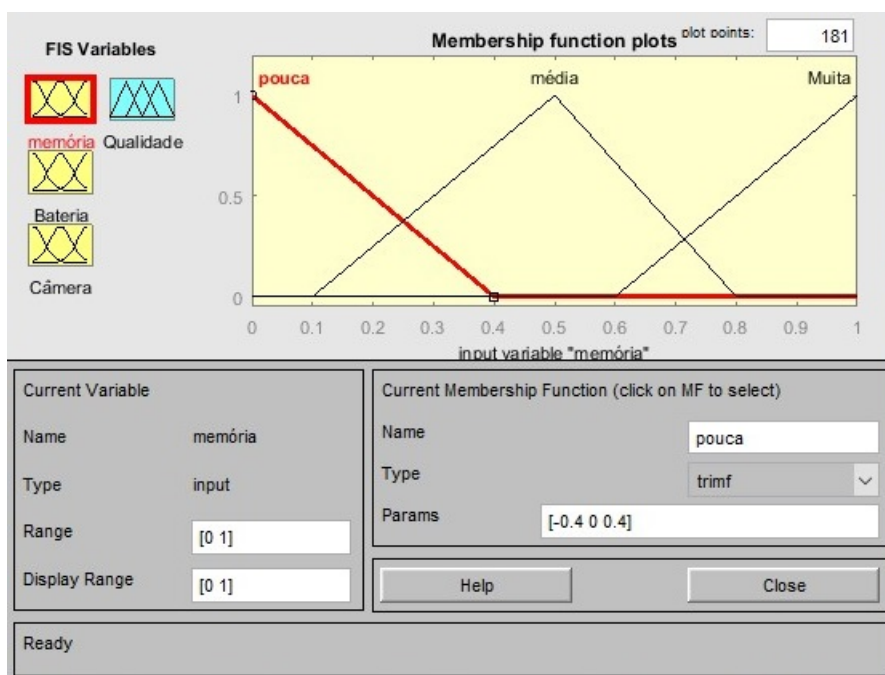 FIS Variables
Membership function plots plot points: 181
pouca média Muita
memória Qualidade
Bateria
Câmera
1
0.5
0
0 0.1 0.2 0.3 0.4 0.5 0.6 0.7 0.8 0.9 1
input variable "memória"
Current Variable
Name memória
Type input
Range [0 1]
Display Range [0 1]
Current Membership Function (click on MF to select)
Name pouca
Type trimf
Params [-0.4 0 0.4]
Help Close
Ready